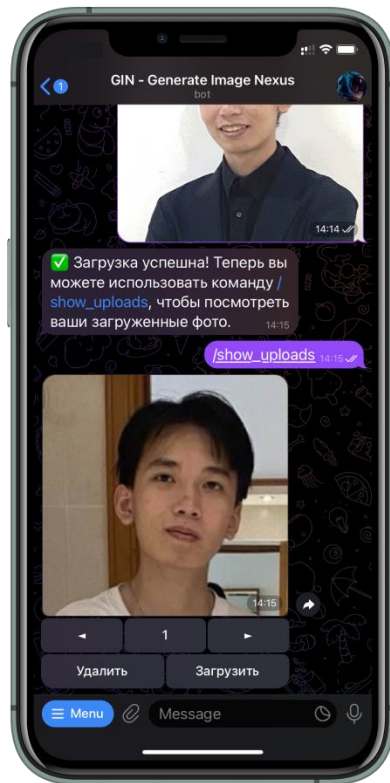 1
GIN - Generate Image Nexus
bot
14:14
✅ Загрузка успешна! Теперь вы
можете использовать команду /
show_uploads, чтобы посмотреть
ваши загруженные фото. 14:15
/show_uploads 14:15
14:15
◄ 1 ►
Удалить Загрузить
Menu Message